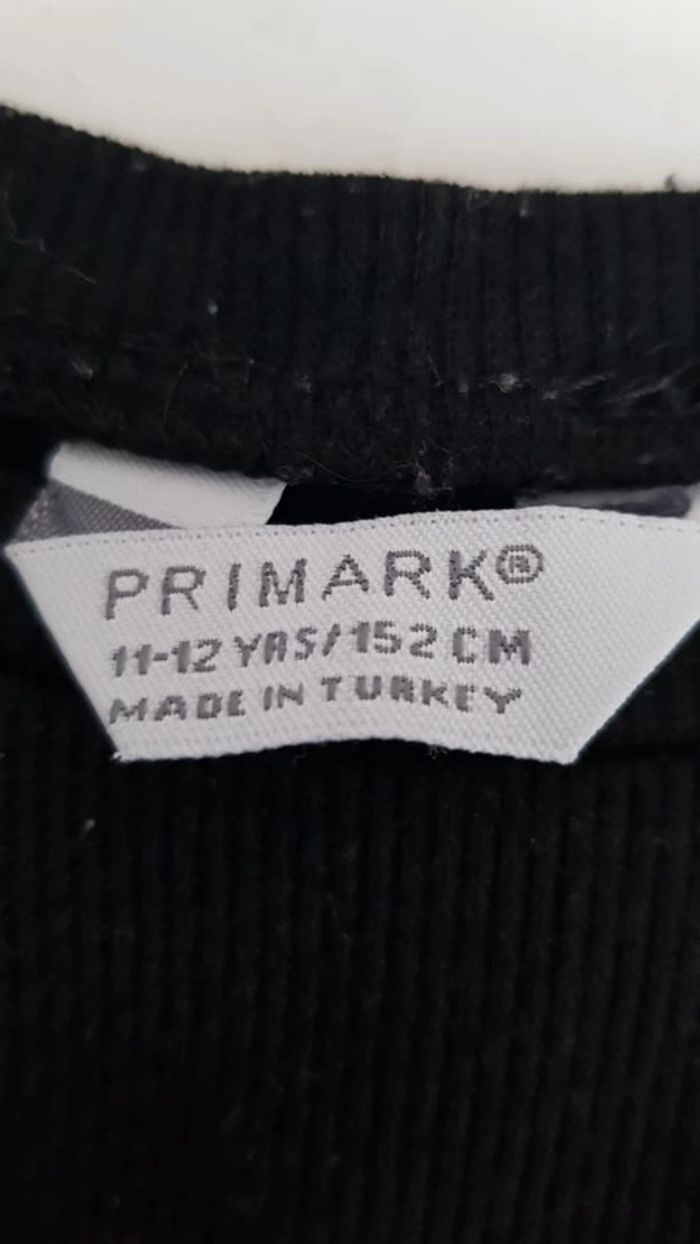 PRIMARK®
11-12 YRS/152 CM
MADE IN TURKEY